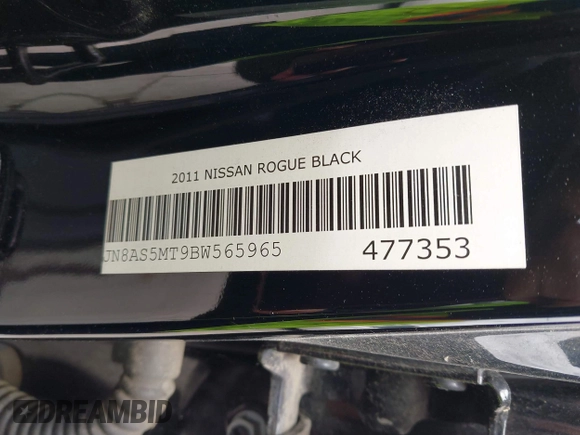 2011 NISSAN ROGUE BLACK
JN8AS5MT9BW565965 477353
DREAMBID